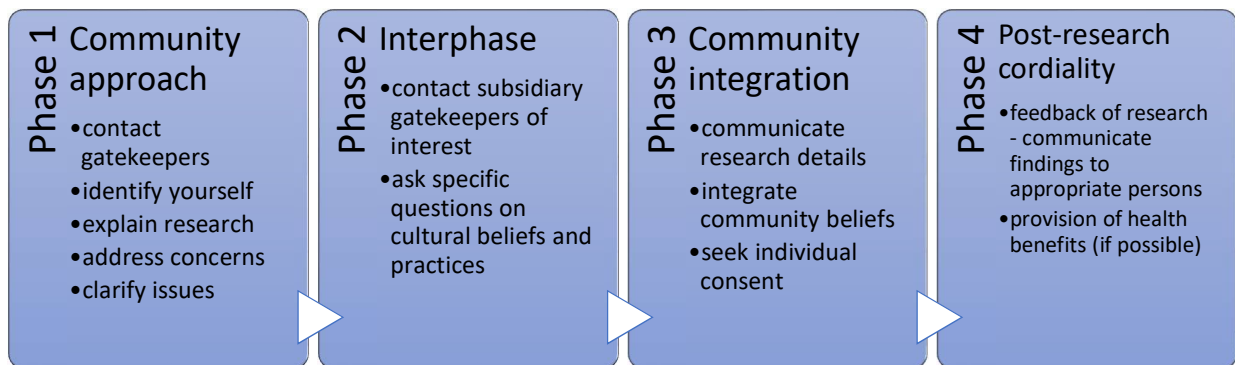 Phase 1
Community
approach
•contact
gatekeepers
•identify yourself
•explain research
•address concerns
•clarify issues
Phase 2
Interphase
•contact subsidiary
gatekeepers of
interest
•ask specific
questions on
cultural beliefs and
practices
Phase 3
Community
integration
•communicate
research details
•integrate
community beliefs
•seek individual
consent
Phase 4
Post-research
cordiality
•feedback of research
- communicate
findings to
appropriate persons
•provision of health
benefits (if possible)